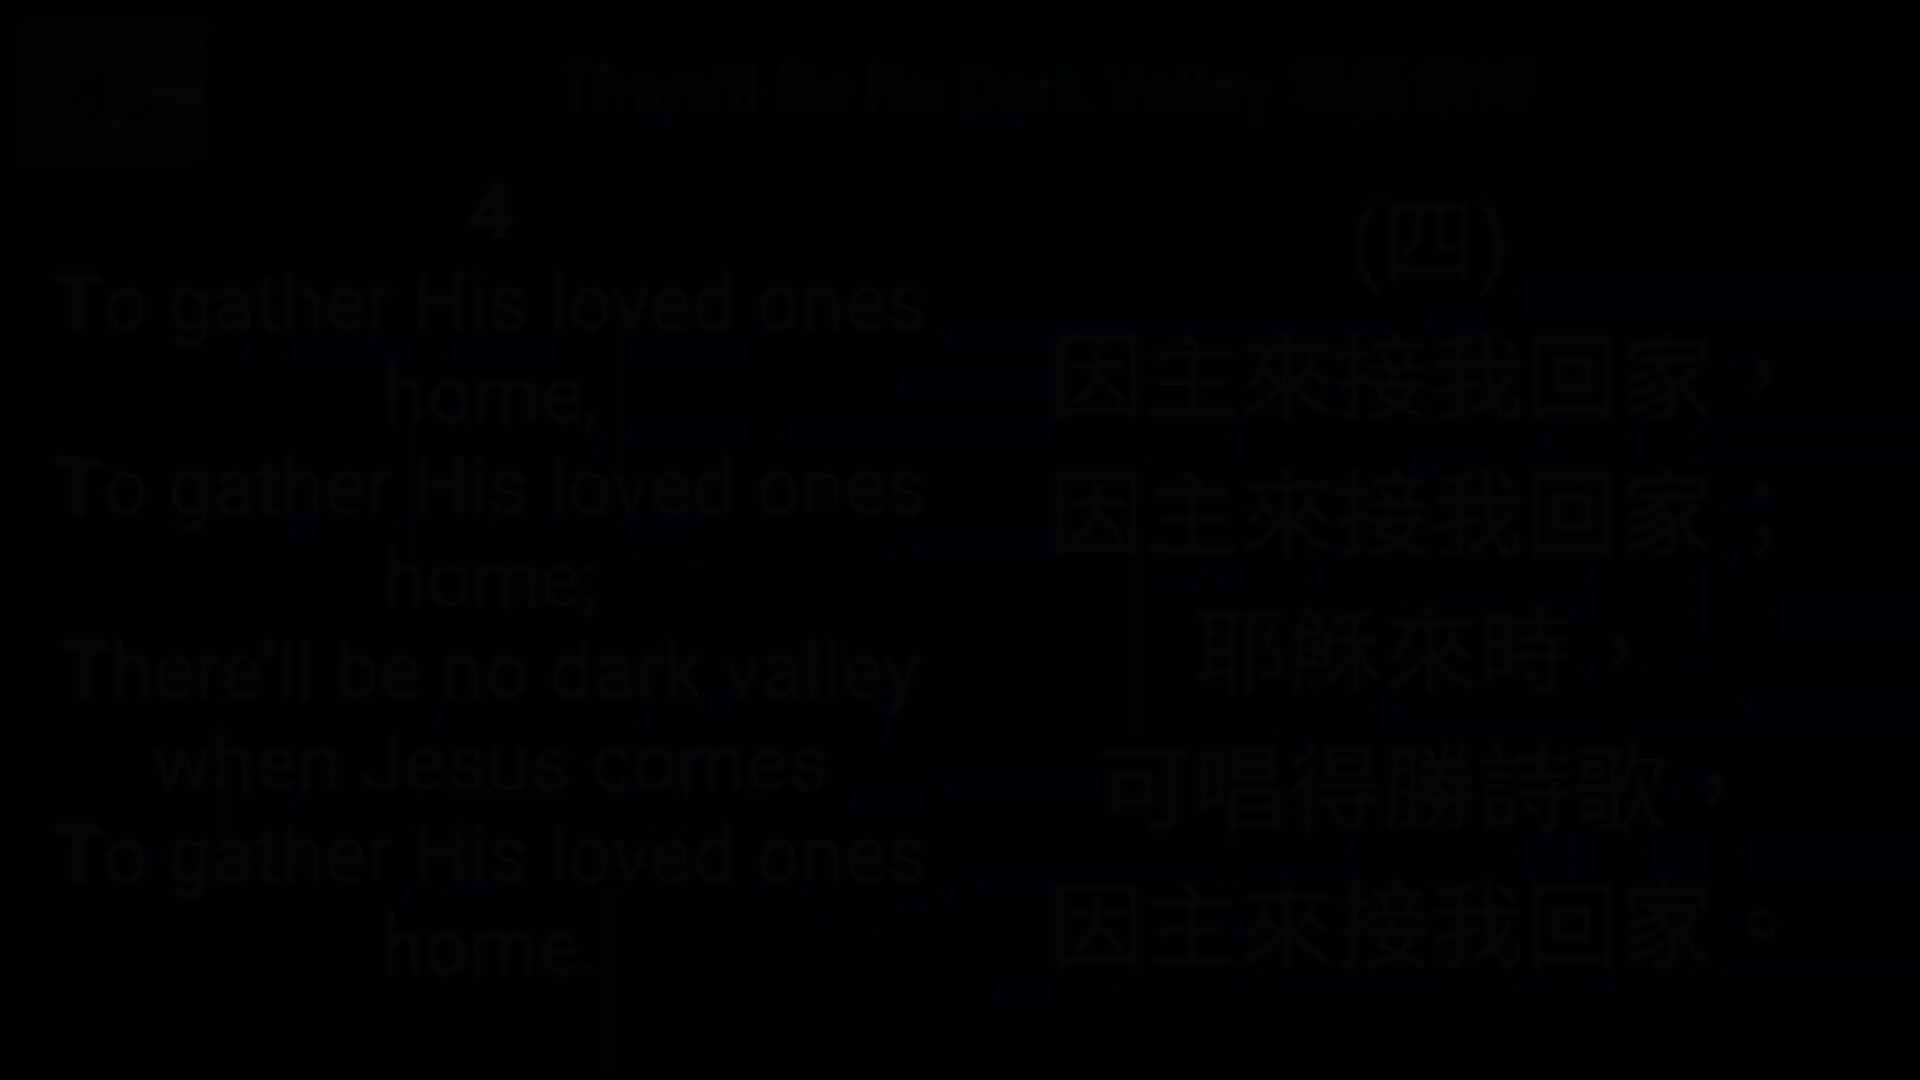 There'll Be No Dark Valley
4
To gather His loved ones
home,
To gather His loved ones
home;
There'll be no dark valley
when Jesus comes
To gather His loved ones
home.
(四)
因主來接我回家，
因主來接我回家；
耶穌來時，
可唱得勝詩歌，
因主來接我回家。